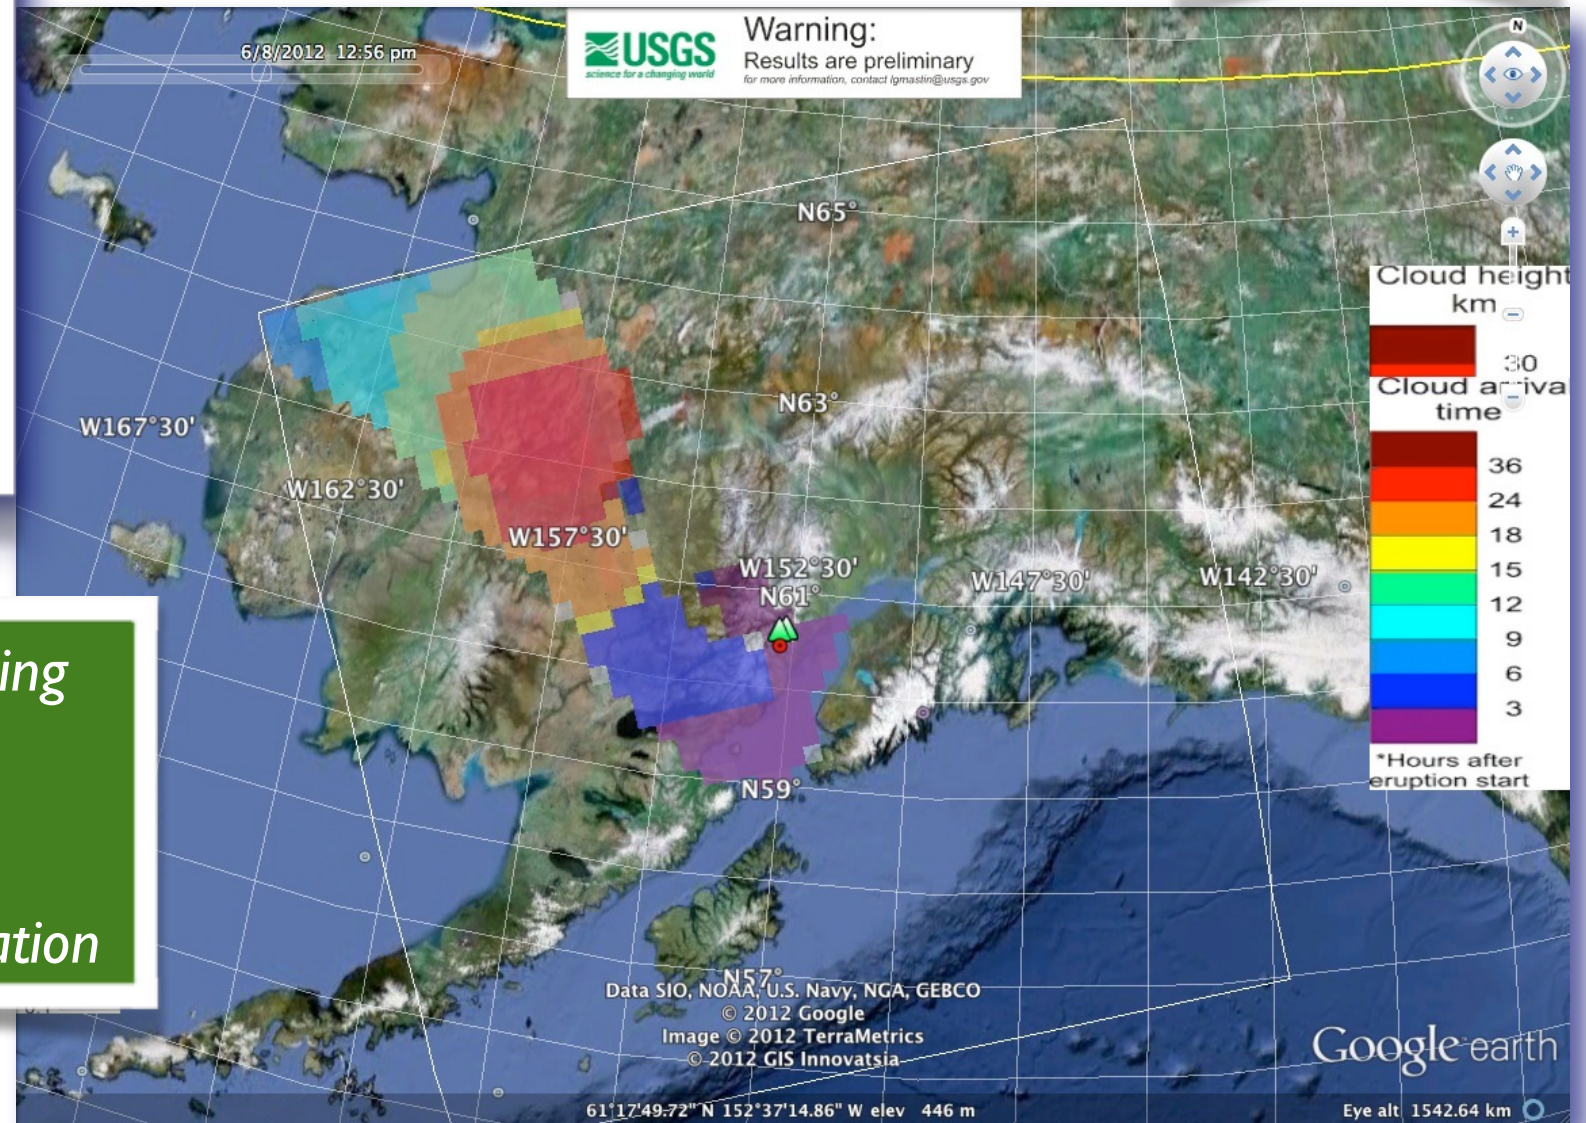 6/8/2012 12:56 pm
USGS
science for a changing world
Warning:
Results are preliminary
for more information, contact lgmastin@usgs.gov
N
N65°
Cloud height
km
30
Cloud arrival
time
36
24
18
15
12
9
6
3
*Hours after
eruption start
N63°
W167°30'
W162°30'
W157°30'
W152°30'
N61°
W147°30'
W142°30'
ing
ation
N59°
N57°
Data SIO, NOAA, U.S. Navy, NGA, GEBCO
© 2012 Google
Image © 2012 TerraMetrics
© 2012 GIS Innovatsia
Google earth
61°17'49.72" N 152°37'14.86" W elev 446 m
Eye alt 1542.64 km